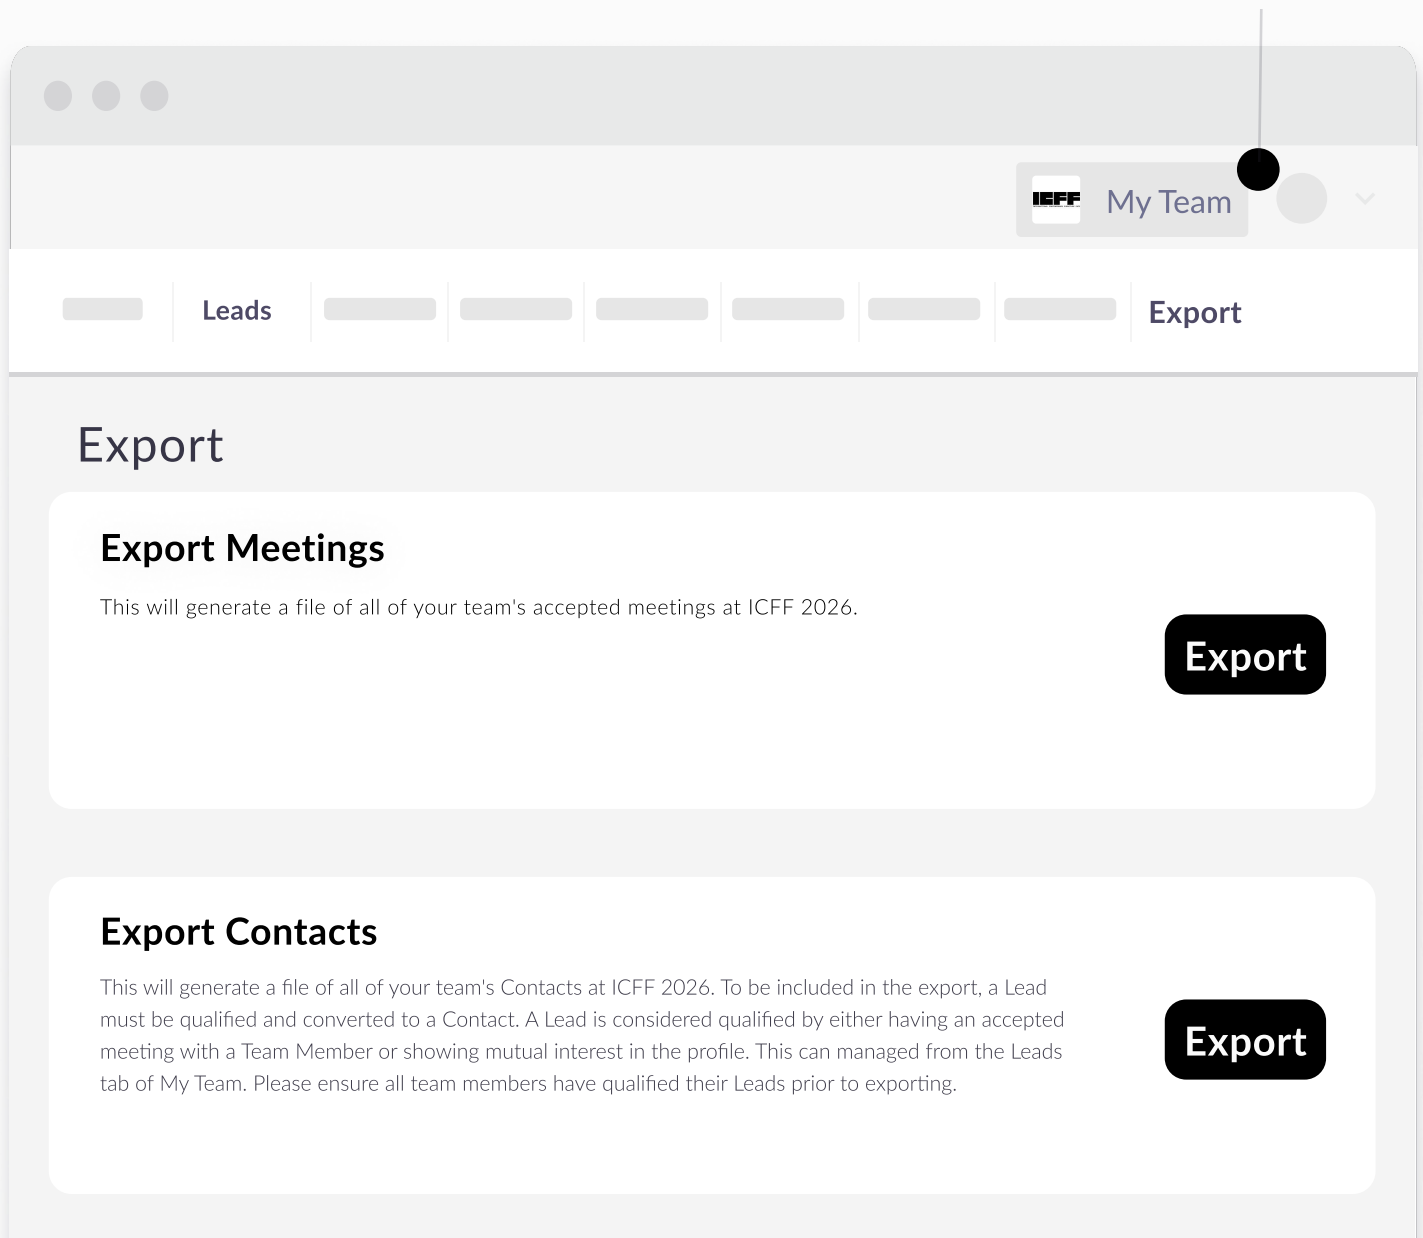 ICFF
My Team
Leads
Export
Export
Export Meetings
This will generate a file of all of your team's accepted meetings at ICFF 2026.
Export
Export Contacts
This will generate a file of all of your team's Contacts at ICFF 2026. To be included in the export, a Lead
must be qualified and converted to a Contact. A Lead is considered qualified by either having an accepted
meeting with a Team Member or showing mutual interest in the profile. This can managed from the Leads
tab of My Team. Please ensure all team members have qualified their Leads prior to exporting.
Export